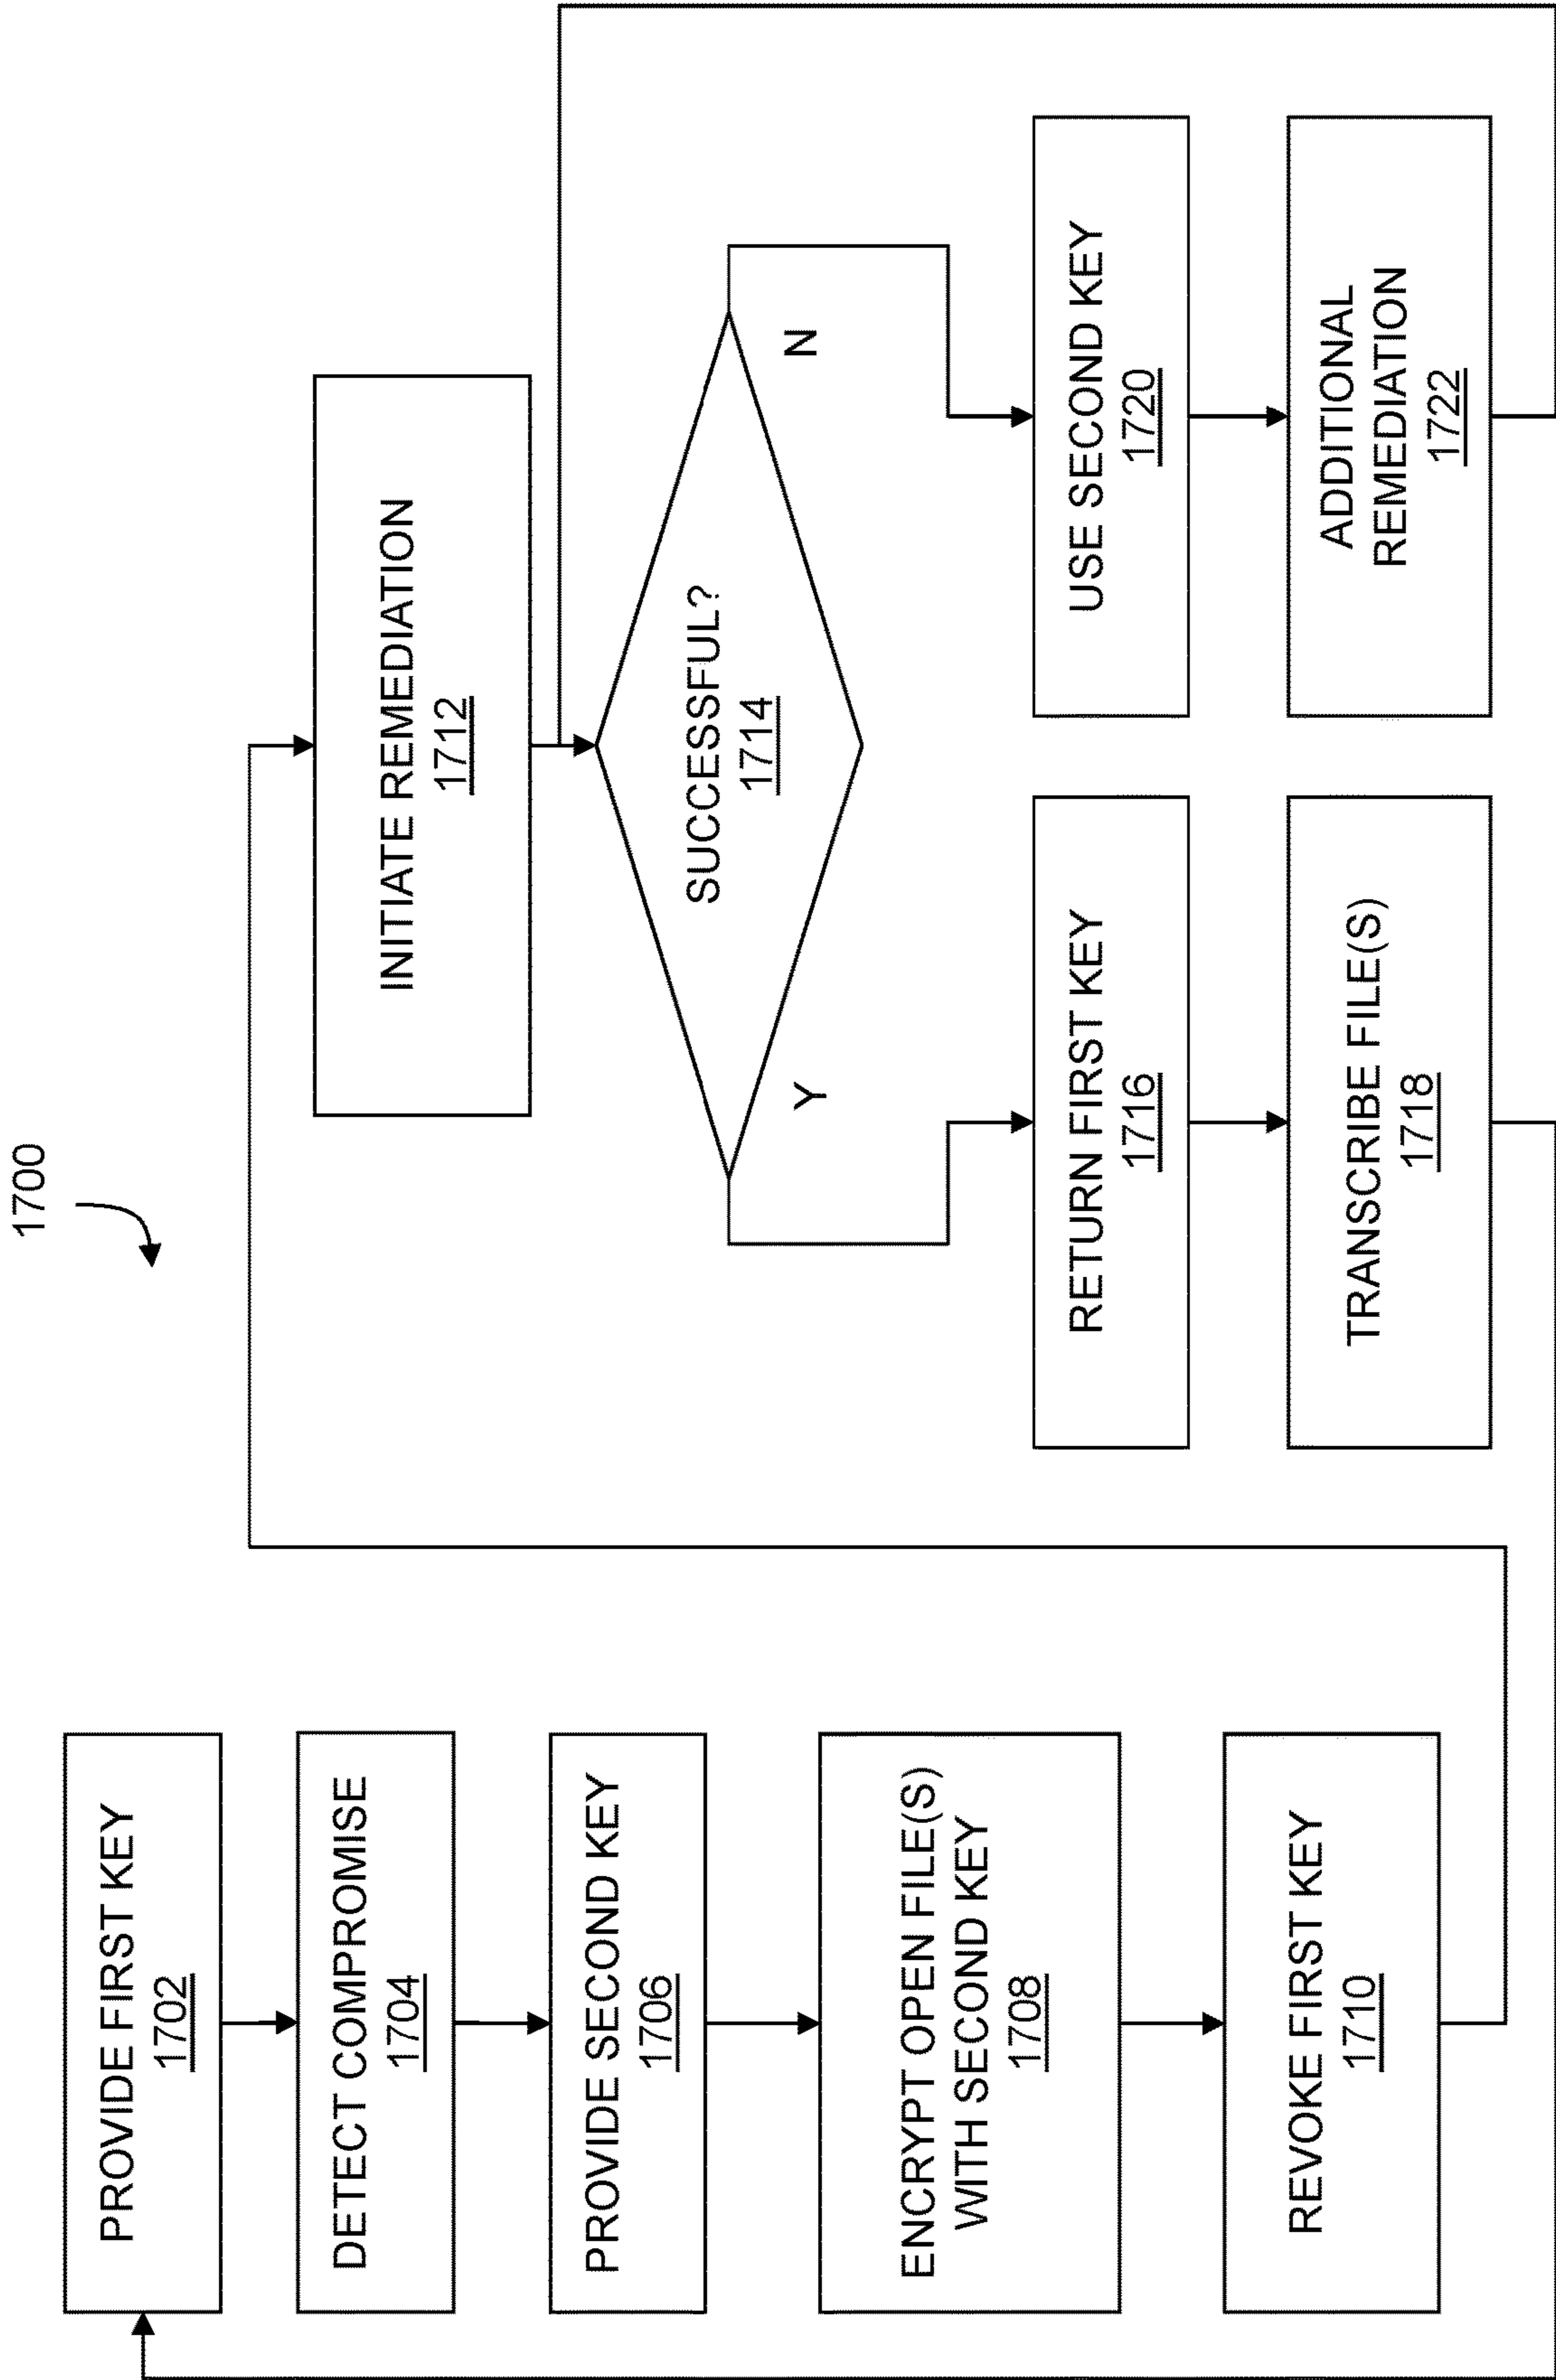 1700
PROVIDE FIRST KEY
1702
DETECT COMPROMISE
1704
PROVIDE SECOND KEY
1706
ENCRYPT OPEN FILE(S)
WITH SECOND KEY
1708
REVOKE FIRST KEY
1710
INITIATE REMEDIATION
1712
SUCCESSFUL?
1714
Y
N
RETURN FIRST KEY
1716
TRANSCRIBE FILE(S)
1718
USE SECOND KEY
1720
ADDITIONAL
REMEDIATION
1722